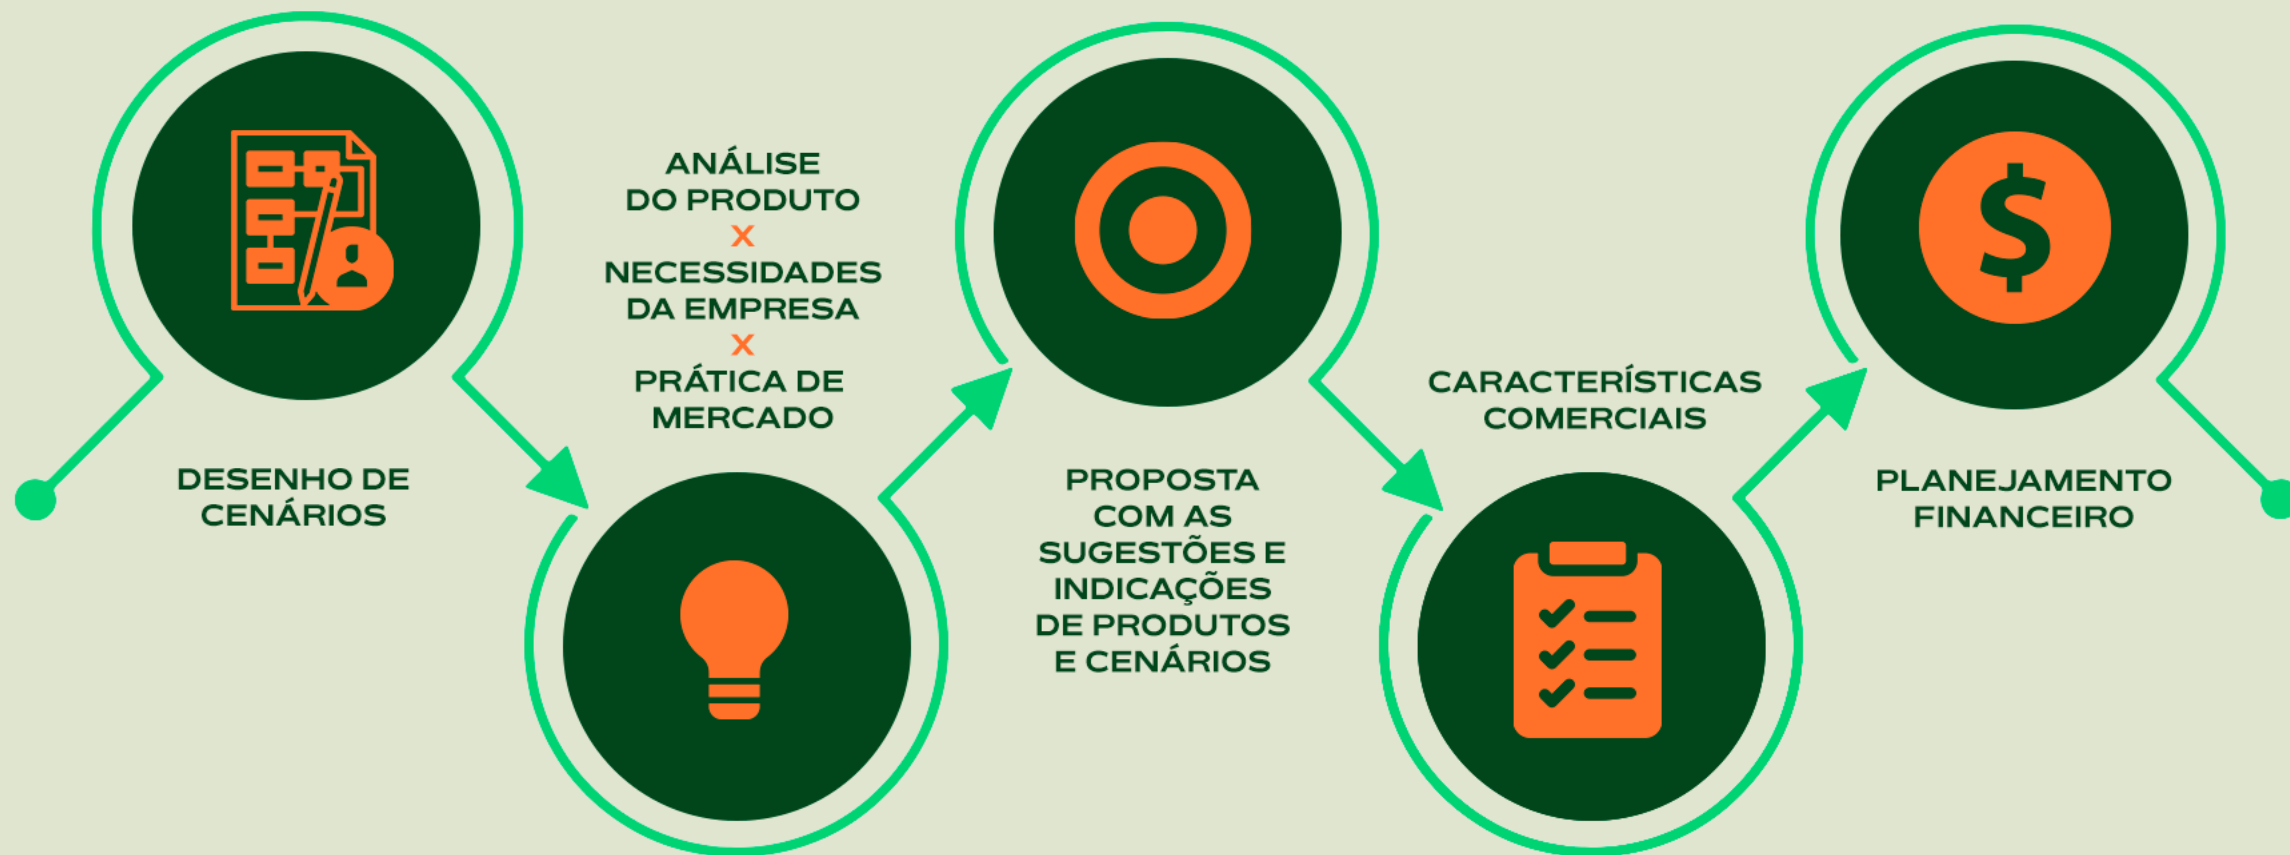 DESENHO DE
CENÁRIOS
ANÁLISE
DO PRODUTO
X
NECESSIDADES
DA EMPRESA
X
PRÁTICA DE
MERCADO
PROPOSTA
COM AS
SUGESTÕES E
INDICAÇÕES
DE PRODUTOS
E CENÁRIOS
CARACTERÍSTICAS
COMERCIAIS
$
PLANEJAMENTO
FINANCEIRO